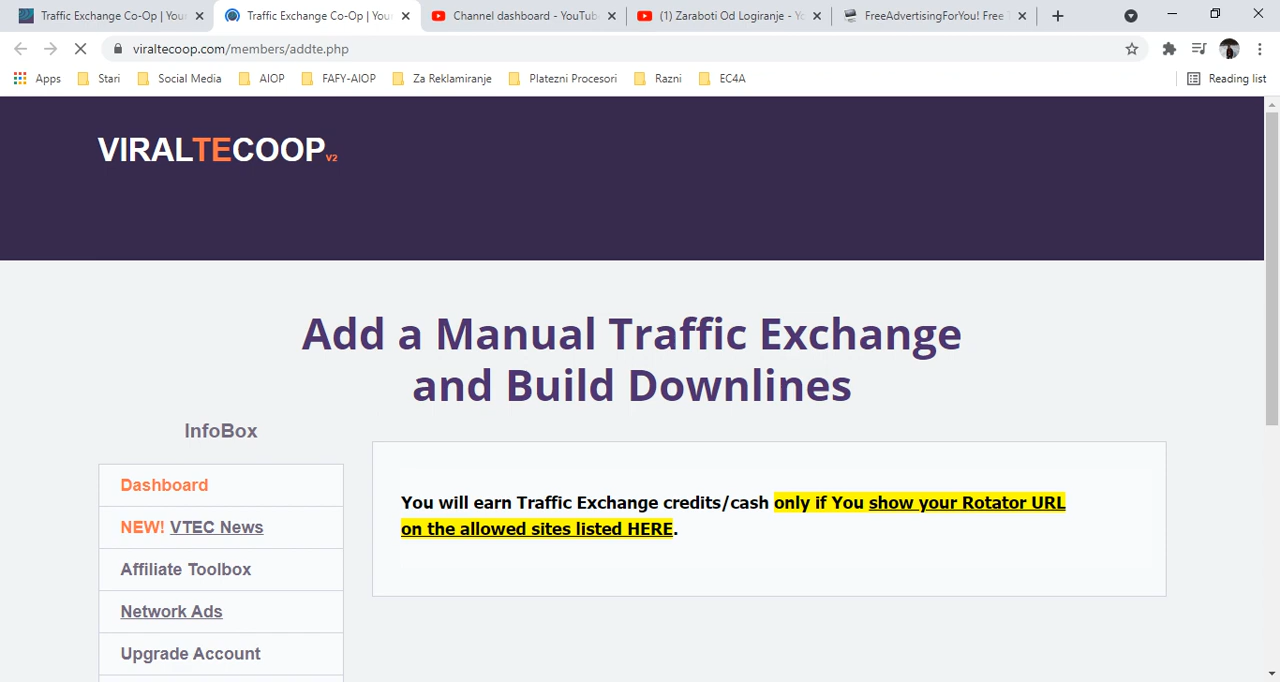 Traffic Exchange Co-Op | Your
Traffic Exchange Co-Op | Your
Channel dashboard - YouTube
(1) Zaraboti Od Logiranje - Yo
FreeAdvertisingForYou! Free
viraltecoop.com/members/addte.php
Apps
Stari
Social Media
AIOP
FAFY-AIOP
Za Reklamiranje
Platezni Procesori
Razni
EC4A
Reading list
VIRALTECOOP V2
Add a Manual Traffic Exchange
and Build Downlines
InfoBox
Dashboard
NEW! VTEC News
Affiliate Toolbox
Network Ads
Upgrade Account
You will earn Traffic Exchange credits/cash only if You show your Rotator URL
on the allowed sites listed HERE.